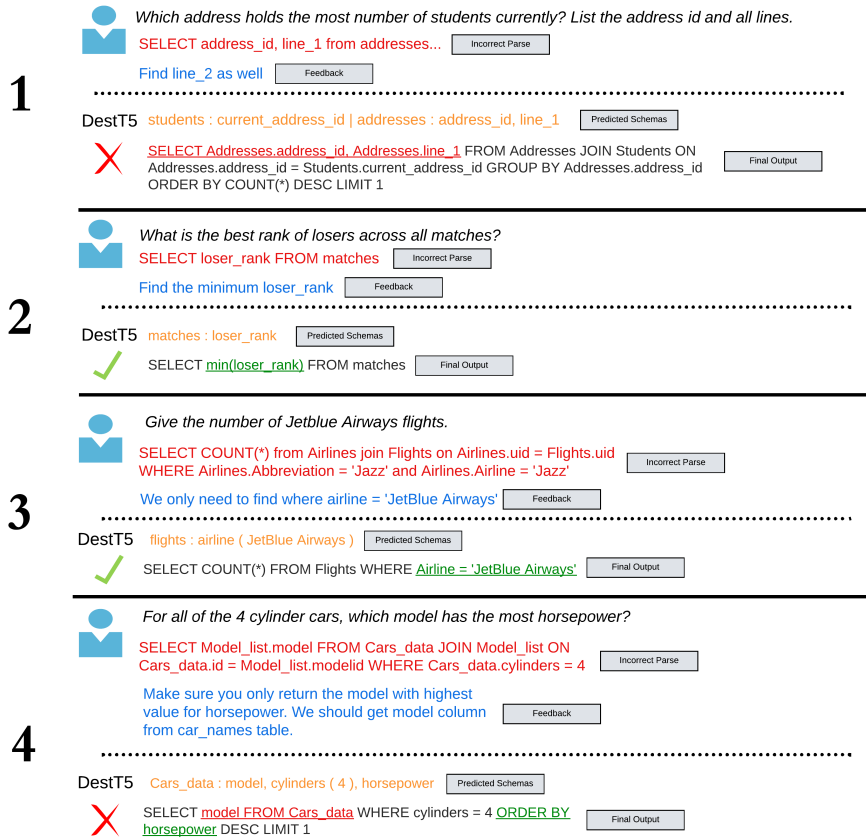 Which address holds the most number of students currently? List the address id and all lines.
SELECT address_id, line_1 from addresses... Incorrect Parse
Find line_2 as well Feedback
1
DestT5 students : current_address_id | addresses : address_id, line_1 Predicted Schemas
SELECT Addresses.address_id, Addresses.line_1 FROM Addresses JOIN Students ON
Addresses.address_id = Students.current_address_id GROUP BY Addresses.address_id
ORDER BY COUNT(*) DESC LIMIT 1
Final Output
What is the best rank of losers across all matches?
SELECT loser_rank FROM matches Incorrect Parse
Find the minimum loser_rank Feedback
2
DestT5 matches : loser_rank Predicted Schemas
SELECT min(loser_rank) FROM matches Final Output
Give the number of Jetblue Airways flights.
SELECT COUNT(*) from Airlines join Flights on Airlines.uid = Flights.uid
WHERE Airlines.Abbreviation = 'Jazz' and Airlines.Airline = 'Jazz'
Incorrect Parse
We only need to find where airline = 'JetBlue Airways' Feedback
3
DestT5 flights : airline ( JetBlue Airways ) Predicted Schemas
SELECT COUNT(*) FROM Flights WHERE Airline = 'JetBlue Airways' Final Output
For all of the 4 cylinder cars, which model has the most horsepower?
SELECT Model_list.model FROM Cars_data JOIN Model_list ON
Cars_data.id = Model_list.modelid WHERE Cars_data.cylinders = 4
Incorrect Parse
Make sure you only return the model with highest
value for horsepower. We should get model column
from car_names table.
Feedback
4
DestT5 Cars_data : model, cylinders ( 4 ), horsepower Predicted Schemas
SELECT model FROM Cars_data WHERE cylinders = 4 ORDER BY
horsepower DESC LIMIT 1
Final Output